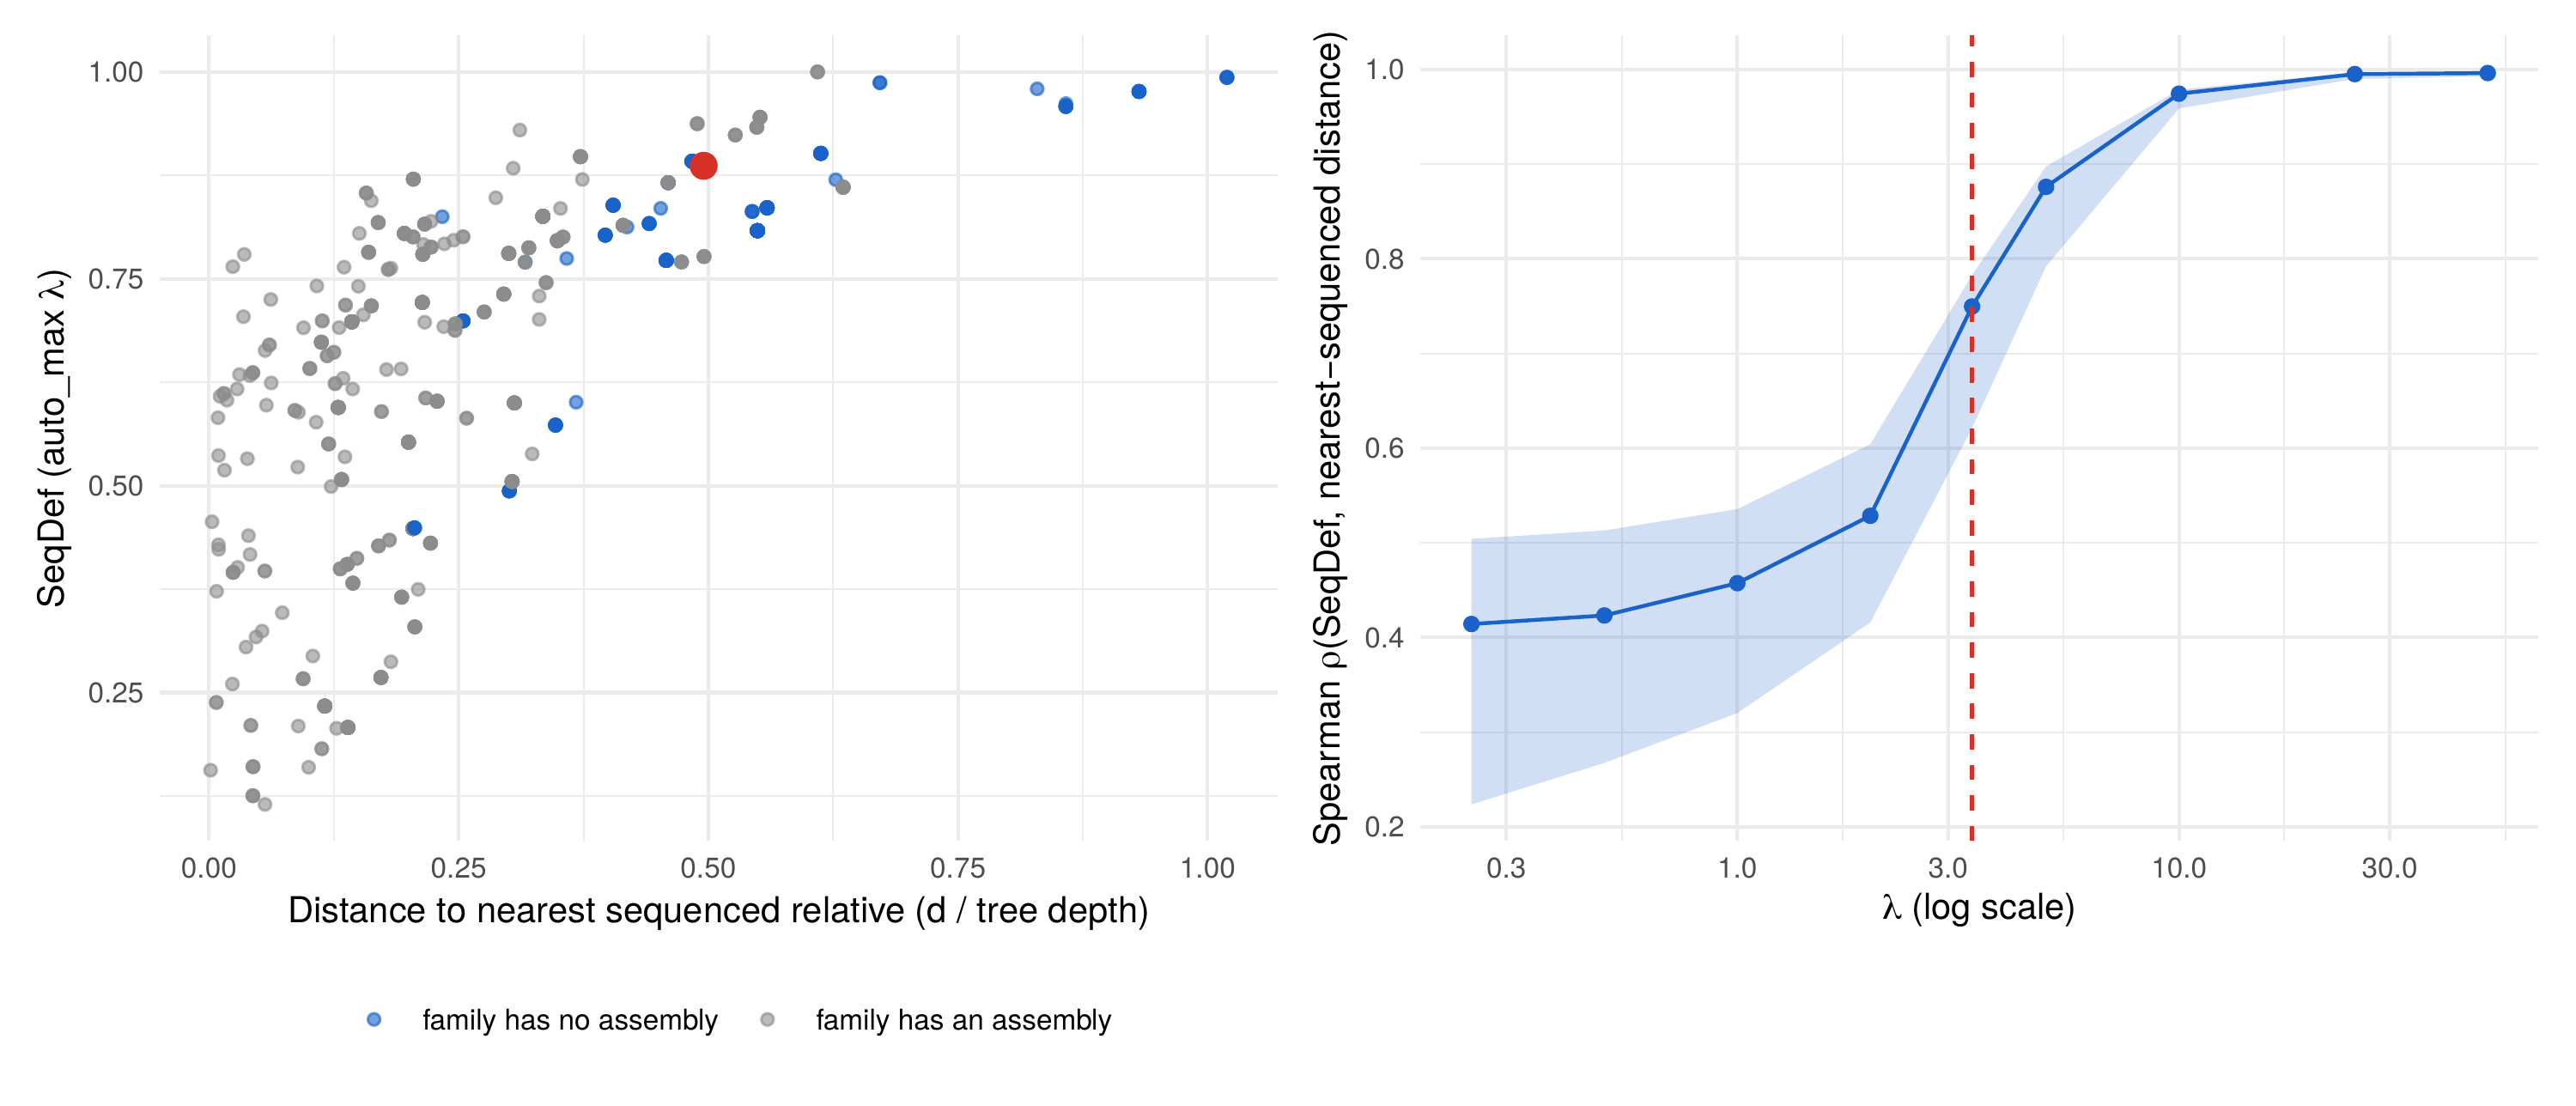 SeqDef (auto_max λ)
1.00
0.75
0.50
0.25
0.00 0.25 0.50 0.75 1.00
Distance to nearest sequenced relative (d / tree depth)
family has no assembly
family has an assembly
Spearman ρ(SeqDef, nearest−sequenced distance)
1.0
0.8
0.6
0.4
0.2
0.3 1.0 3.0 10.0 30.0
λ (log scale)